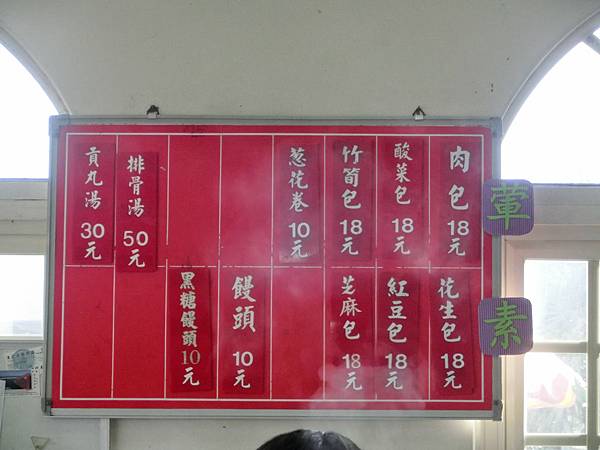 葷
肉包18元
酸菜包18元
竹筍包18元
葱花卷10元
排骨湯50元
貢丸湯30元
素
花生包18元
紅豆包18元
芝麻包18元
饅頭10元
黑糖饅頭10元